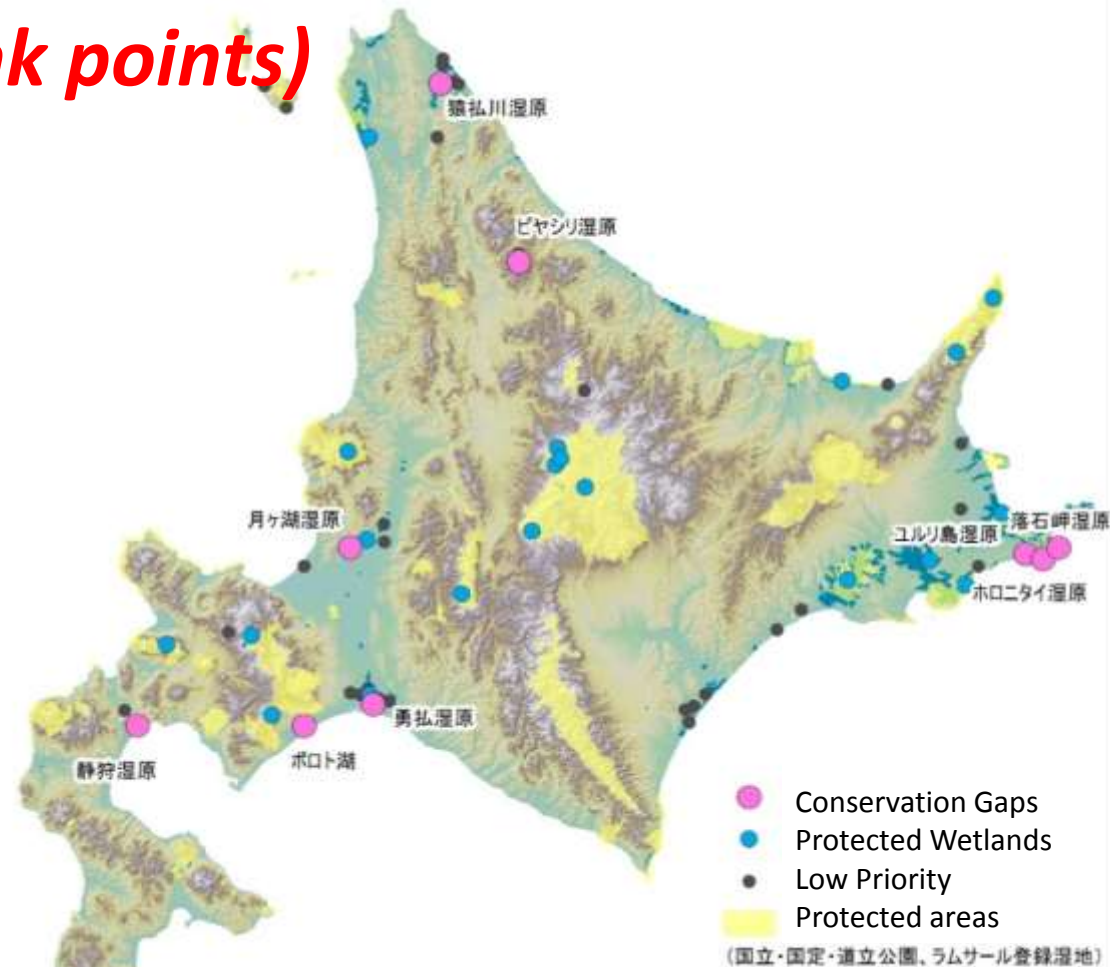 nk points)
猿払川湿原
ピヤシリ湿原
月ヶ湖湿原
ユルリ島湿原
落石岬湿原
ホロニタイ湿原
勇払湿原
ポロト湖
静狩湿原
Conservation Gaps
Protected Wetlands
Low Priority
Protected areas
(国立・国定・道立公園、ラムサール登録湿地)